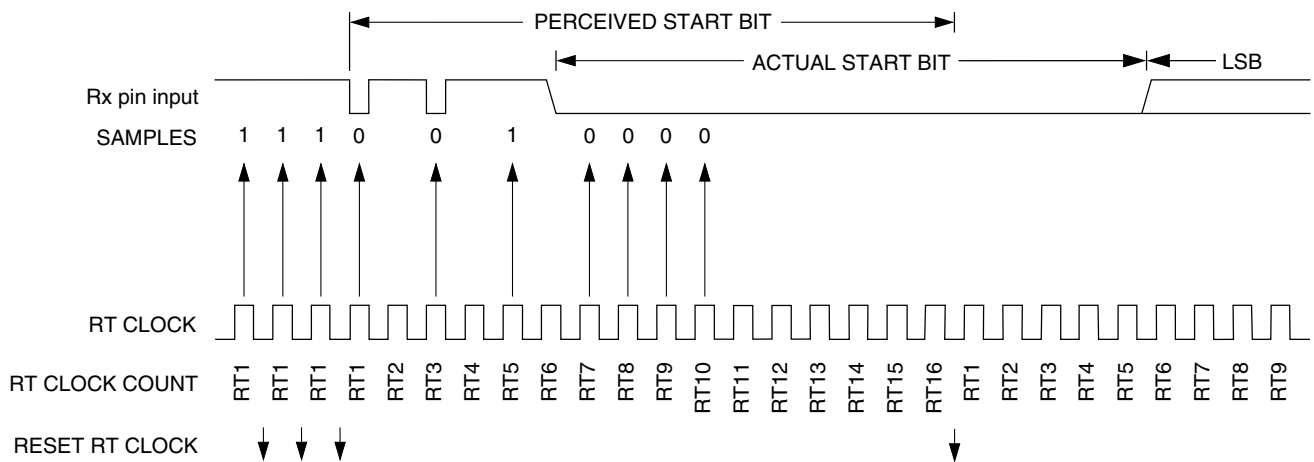 PERCEIVED START BIT
ACTUAL START BIT
LSB
Rx pin input
SAMPLES 1 1 1 0 0 1 0 0 0 0
RT CLOCK
RT CLOCK COUNT RT1 RT1 RT1 RT1 RT2 RT3 RT4 RT5 RT6 RT7 RT8 RT9 RT10 RT11 RT12 RT13 RT14 RT15 RT16 RT1 RT2 RT3 RT4 RT5 RT6 RT7 RT8 RT9
RESET RT CLOCK